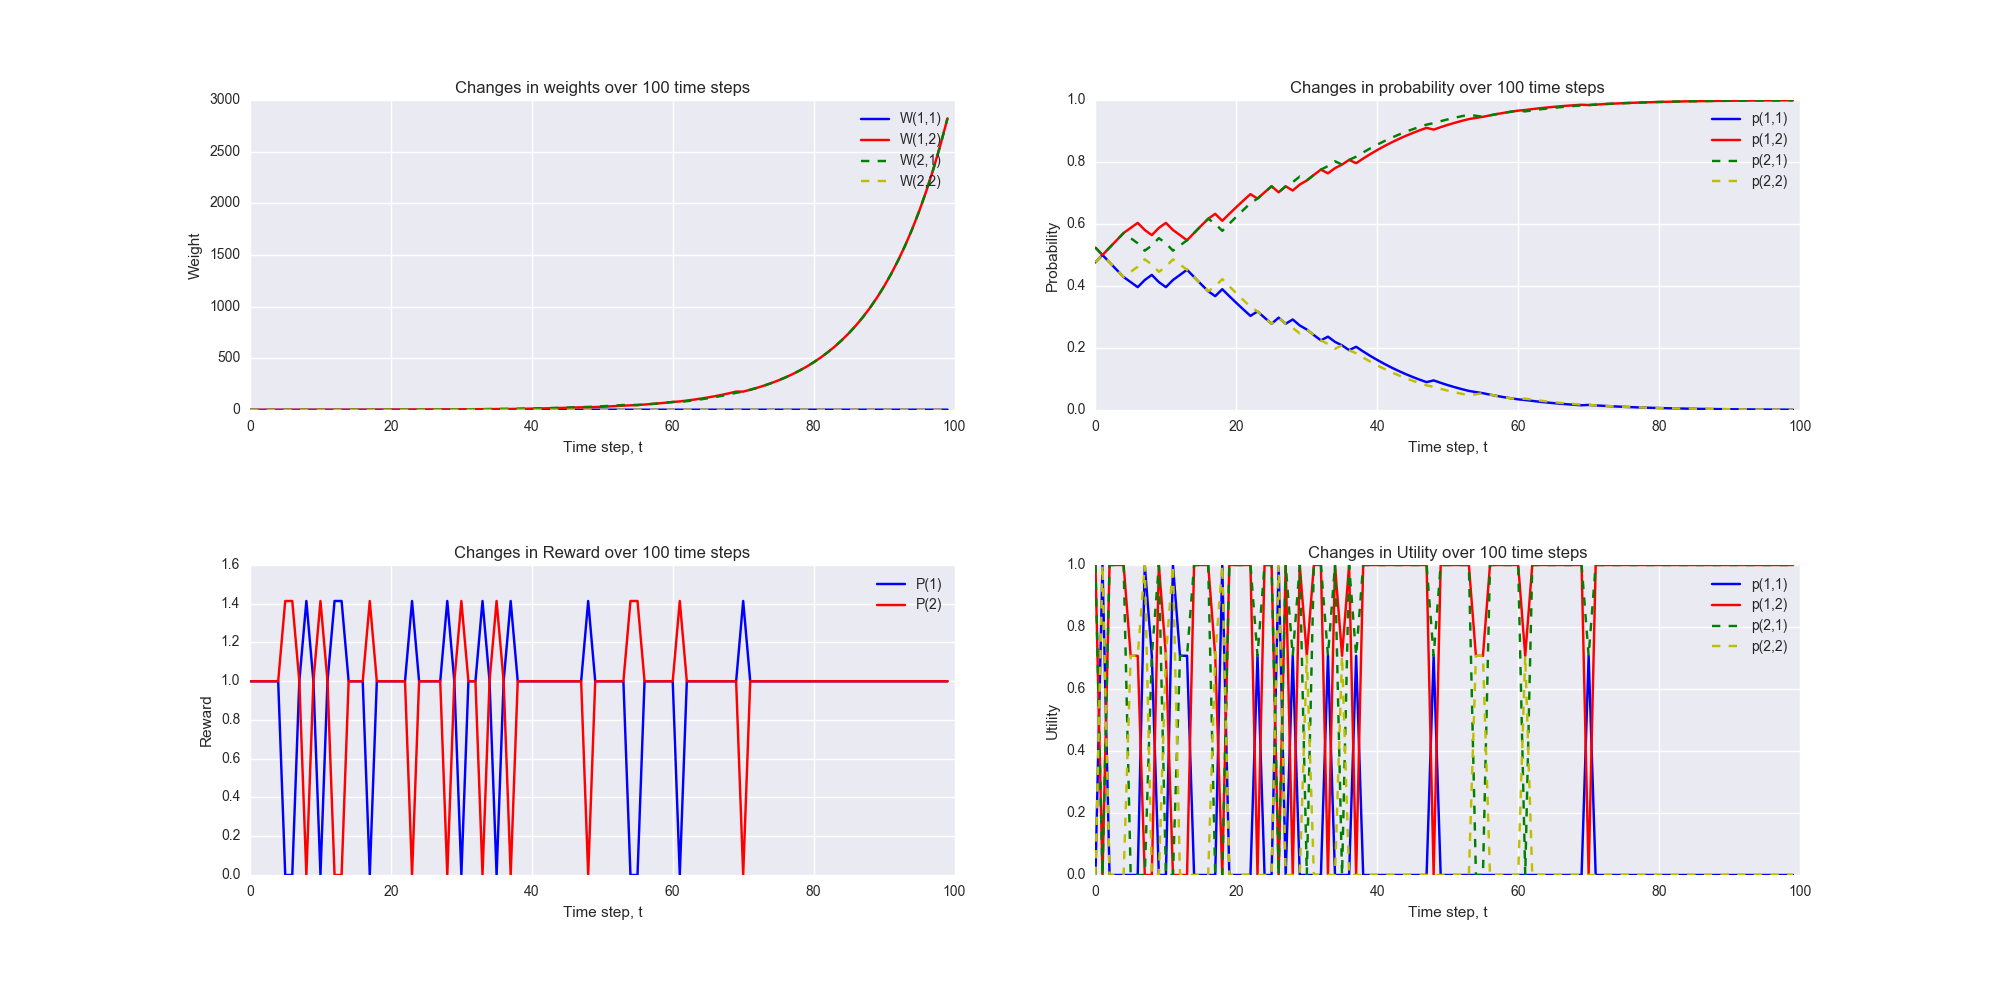 Changes in weights over 100 time steps
3000
2500
2000
1500
1000
500
0
Weight
W(1,1)
W(1,2)
W(2,1)
W(2,2)
0 20 40 60 80 100
Time step, t
Changes in probability over 100 time steps
1.0
0.8
0.6
0.4
0.2
0.0
Probability
p(1,1)
p(1,2)
p(2,1)
p(2,2)
0 20 40 60 80 100
Time step, t
Changes in Reward over 100 time steps
1.6
1.4
1.2
1.0
0.8
0.6
0.4
0.2
0.0
Reward
P(1)
P(2)
0 20 40 60 80 100
Time step, t
Changes in Utility over 100 time steps
1.0
0.8
0.6
0.4
0.2
0.0
Utility
p(1,1)
p(1,2)
p(2,1)
p(2,2)
0 20 40 60 80 100
Time step, t